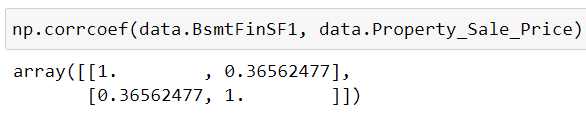 np.corrcoef(data.BsmtFinSF1, data.Property_Sale_Price)
array([[1.        , 0.36562477],
       [0.36562477, 1.        ]])